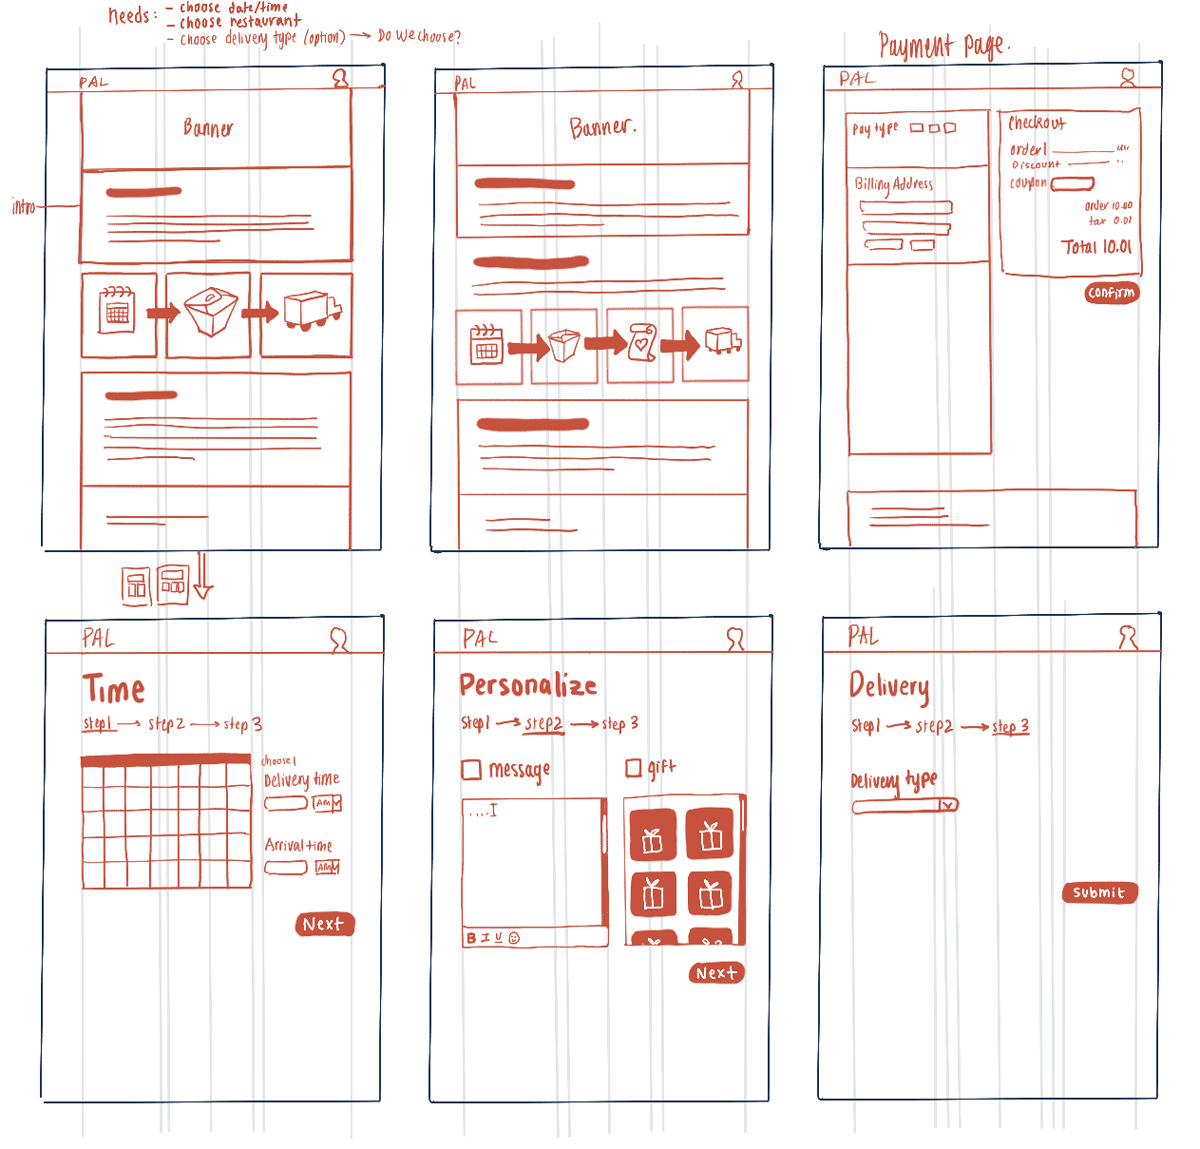 needs: - choose date/time
- choose restaurant
- choose delivery type (option) → Do We choose?
PAL
Banner
intro
PAL
Banner.
Payment page.
PAL
Pay type
Billing Address
Checkout
order1
Discount
coupon
order 10.00
tax 0.01
Total 10.01
confirm
PAL
Time
step1 → step2 → step 3
choose1
Delivery time
AM
Arrival time
AM
Next
PAL
Personalize
step1 → step2 → step 3
message
gift
....I
B I U
Next
PAL
Delivery
step1 → step2 → step 3
Delivery type
Submit